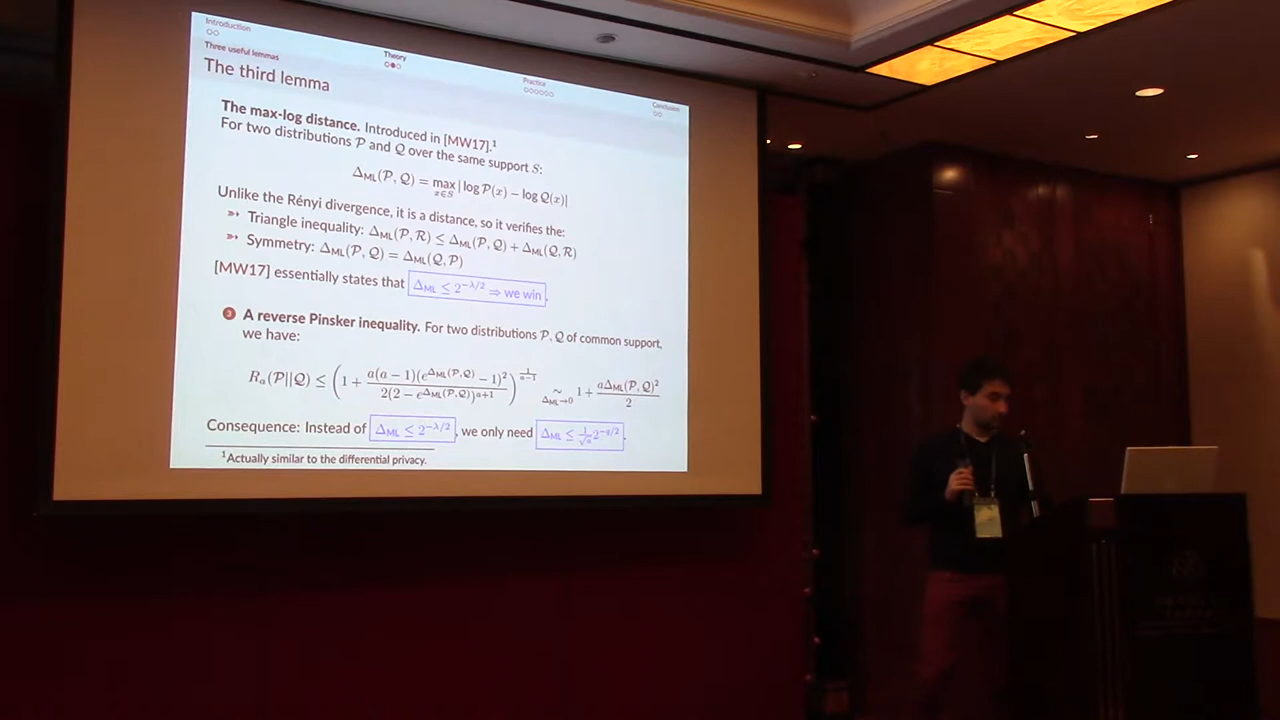 Introduction
Theory
Practice
Conclusion
Three useful lemmas
The third lemma
The max-log distance. Introduced in [MW17].¹
For two distributions 𝒫 and 𝒬 over the same support S:
Δ_ML(𝒫, 𝒬) = max_{x∈S} | log 𝒫(x) − log 𝒬(x)|
Unlike the Rényi divergence, it is a distance, so it verifies the:
➳ Triangle inequality: Δ_ML(𝒫, ℛ) ≤ Δ_ML(𝒫, 𝒬) + Δ_ML(𝒬, ℛ)
➳ Symmetry: Δ_ML(𝒫, 𝒬) = Δ_ML(𝒬, 𝒫)
[MW17] essentially states that Δ_ML ≤ 2^{−λ/2} ⇒ we win.
3 A reverse Pinsker inequality. For two distributions 𝒫, 𝒬 of common support,
we have:
R_a(𝒫||𝒬) ≤ (1 + a(a − 1)(e^{Δ_ML(𝒫,𝒬)} − 1)² / 2(2 − e^{Δ_ML(𝒫,𝒬)})^{a+1})^{1/(a−1)} ∼_{Δ_ML→0} 1 + aΔ_ML(𝒫, 𝒬)² / 2
Consequence: Instead of Δ_ML ≤ 2^{−λ/2}, we only need Δ_ML ≤ 1/√a 2^{−q/2}.
¹Actually similar to the differential privacy.